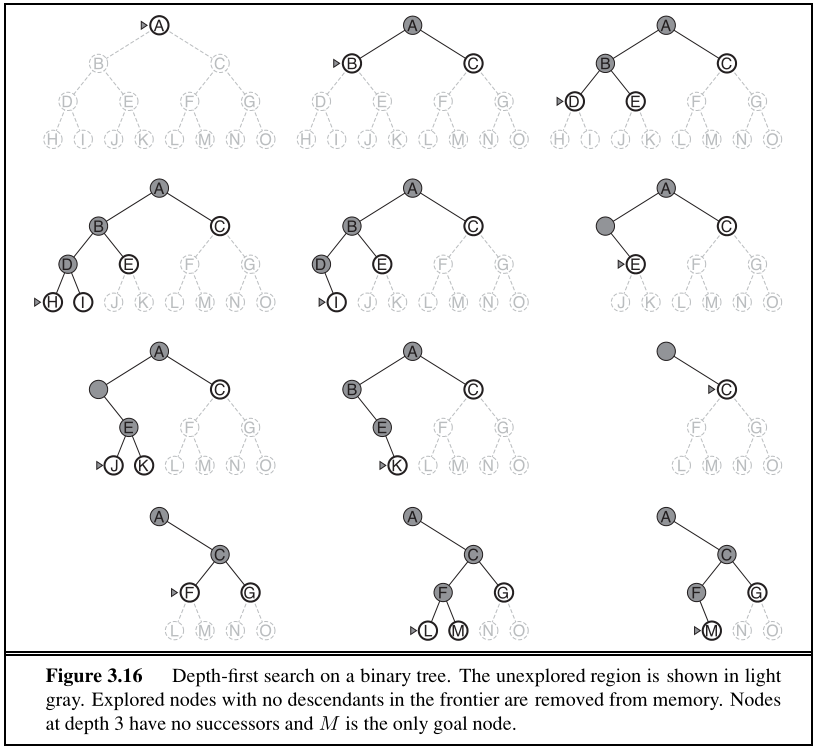 A
B C
D E F G
H I J K L M N O
A
B C
D E F G
H I J K L M N O
A
B C
D E F G
H I J K L M N O
A
B C
D E F G
H I J K L M N O
A
B C
D E F G
I J K L M N O
A
C
E F G
J K L M N O
A
C
E F G
J K L M N O
A
B C
E F G
K L M N O
C
F G
L M N O
A
C
F G
L M N O
A
C
F G
L M N O
A
C
F G
M N O
Figure 3.16 Depth-first search on a binary tree. The unexplored region is shown in light
gray. Explored nodes with no descendants in the frontier are removed from memory. Nodes
at depth 3 have no successors and M is the only goal node.